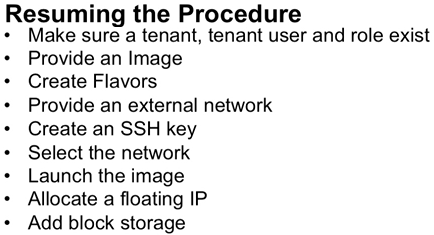 Resuming the Procedure
• Make sure a tenant, tenant user and role exist
• Provide an Image
• Create Flavors
• Provide an external network
• Create an SSH key
• Select the network
• Launch the image
• Allocate a floating IP
• Add block storage